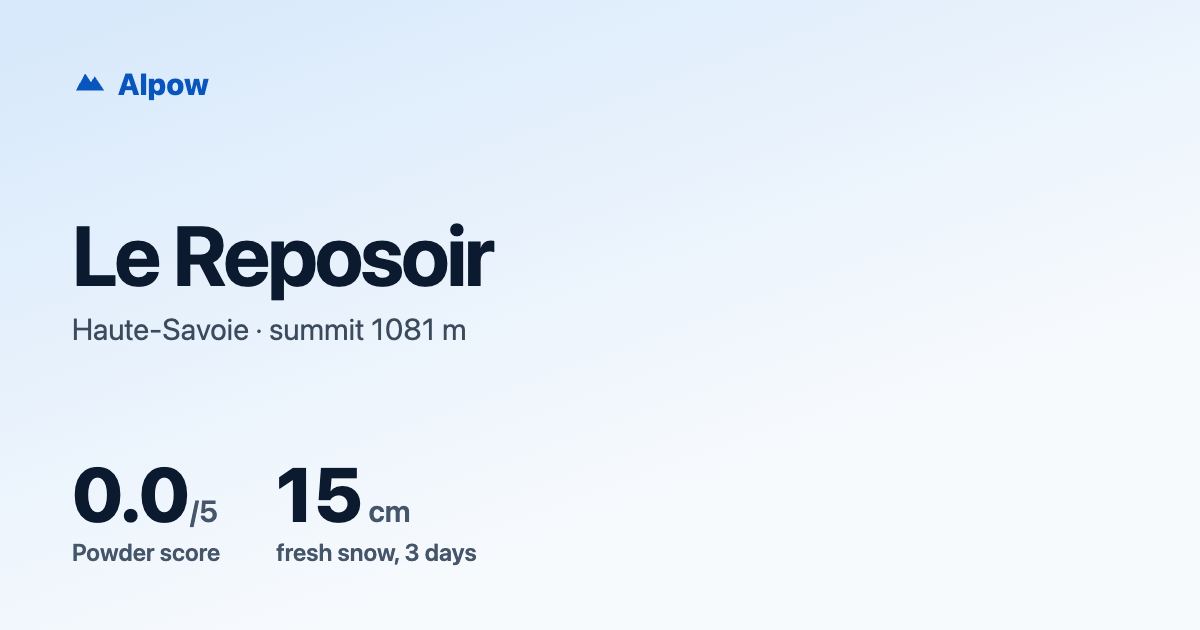 Alpow
Le Reposoir
Haute-Savoie · summit 1081 m
0.0/5
Powder score
15 cm
fresh snow, 3 days